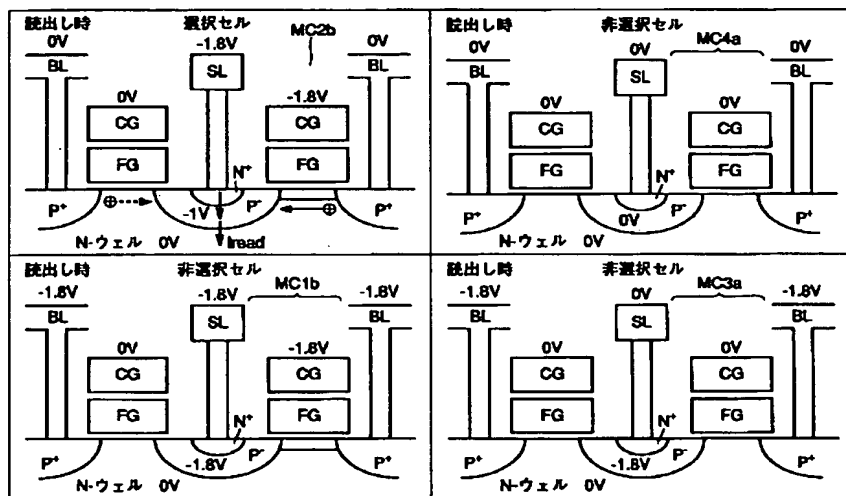 読出し時 選択セル MC2b
0V -1.8V 0V
BL SL BL
0V -1.8V
CG CG
FG FG
N+
P+ ⊕ -1V P- ⊕ P+
N-ウェル 0V Iread
読出し時 非選択セル MC4a
0V 0V 0V
BL SL BL
0V 0V
CG CG
FG FG
N+
P+ 0V P- P+
N-ウェル 0V
読出し時 非選択セル
-1.8V -1.8V MC1b -1.8V
BL SL BL
0V -1.8V
CG CG
FG FG
N+
P+ -1.8V P- P+
N-ウェル 0V
読出し時 非選択セル
-1.8V 0V MC3a -1.8V
BL SL BL
0V 0V
CG CG
FG FG
N+
P+ -1.8V P- P+
N-ウェル 0V